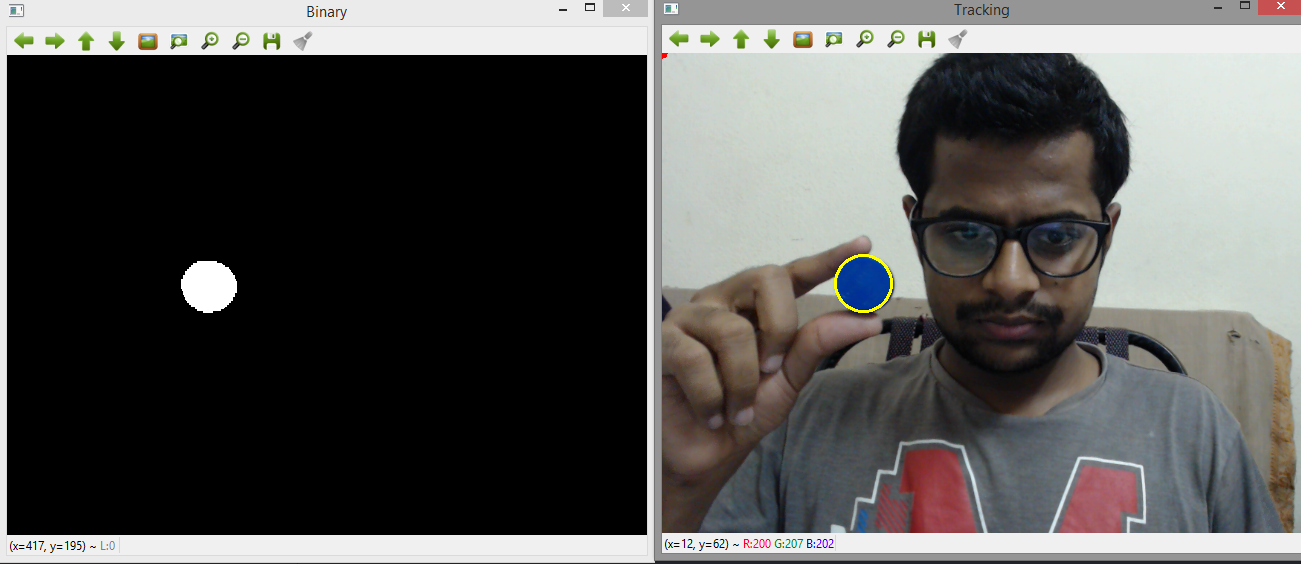 Binary
Tracking
(x=417, y=195) ~ L:0
(x=12, y=62) ~ R:200 G:207 B:202